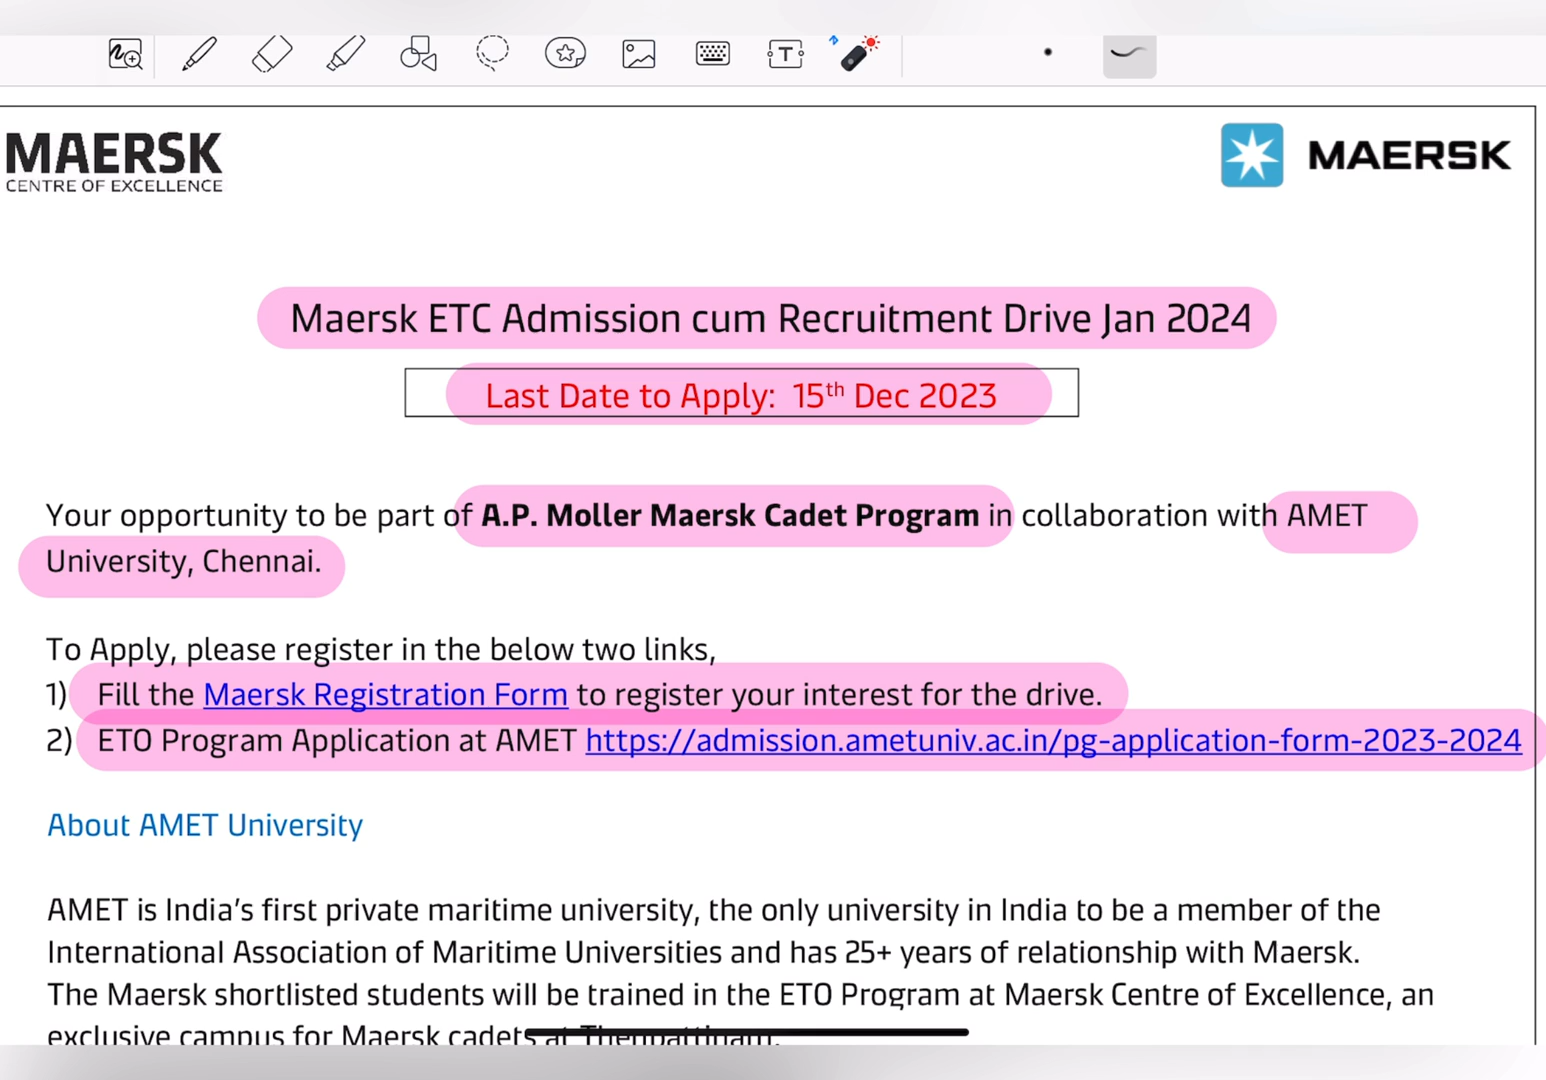 MAERSK
CENTRE OF EXCELLENCE
MAERSK
Maersk ETC Admission cum Recruitment Drive Jan 2024
Last Date to Apply: 15th Dec 2023
Your opportunity to be part of A.P. Moller Maersk Cadet Program in collaboration with AMET
University, Chennai.
To Apply, please register in the below two links,
1) Fill the Maersk Registration Form to register your interest for the drive.
2) ETO Program Application at AMET https://admission.ametuniv.ac.in/pg-application-form-2023-2024
About AMET University
AMET is India's first private maritime university, the only university in India to be a member of the
International Association of Maritime Universities and has 25+ years of relationship with Maersk.
The Maersk shortlisted students will be trained in the ETO Program at Maersk Centre of Excellence, an
exclusive campus for Maersk cadets at